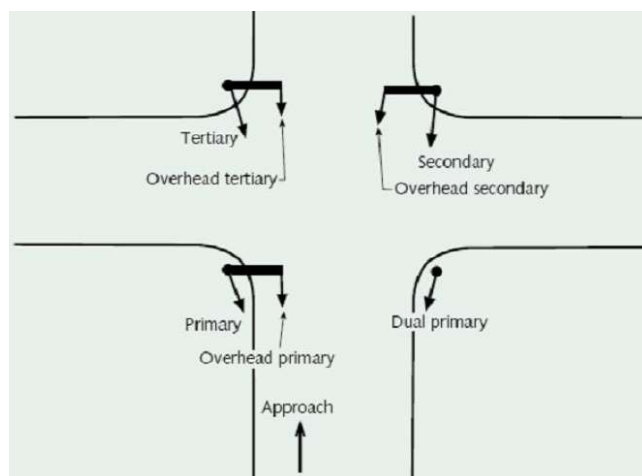 Tertiary
Secondary
Overhead tertiary
Overhead secondary
Primary
Dual primary
Overhead primary
Approach